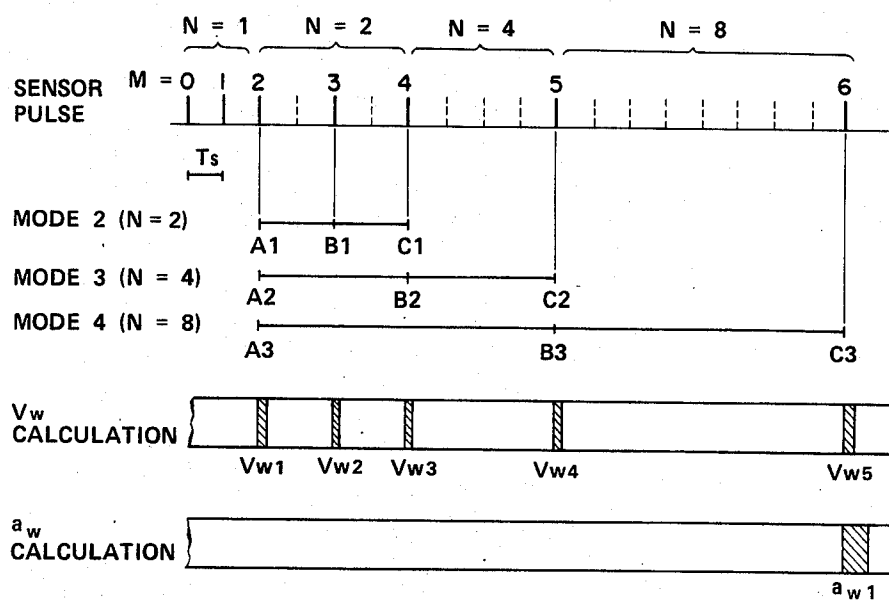 N = 1 N = 2 N = 4 N = 8
SENSOR PULSE M = 0 1 2 3 4 5 6
Ts
MODE 2 (N = 2)
A1 B1 C1
MODE 3 (N = 4)
A2 B2 C2
MODE 4 (N = 8)
A3 B3 C3
Vw
CALCULATION
Vw1 Vw2 Vw3 Vw4 Vw5
aw
CALCULATION
aw1